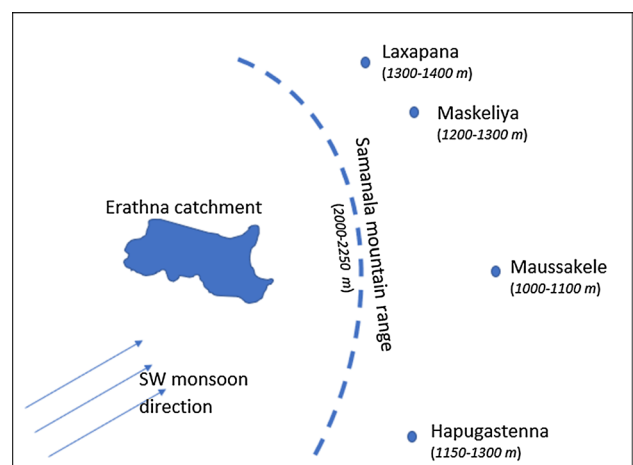 Laxapana
(1300-1400 m)
Maskeliya
(1200-1300 m)
Samanala mountain range
(2000-2250 m)
Erathna catchment
Maussakele
(1000-1100 m)
SW monsoon
direction
Hapugastenna
(1150-1300 m)